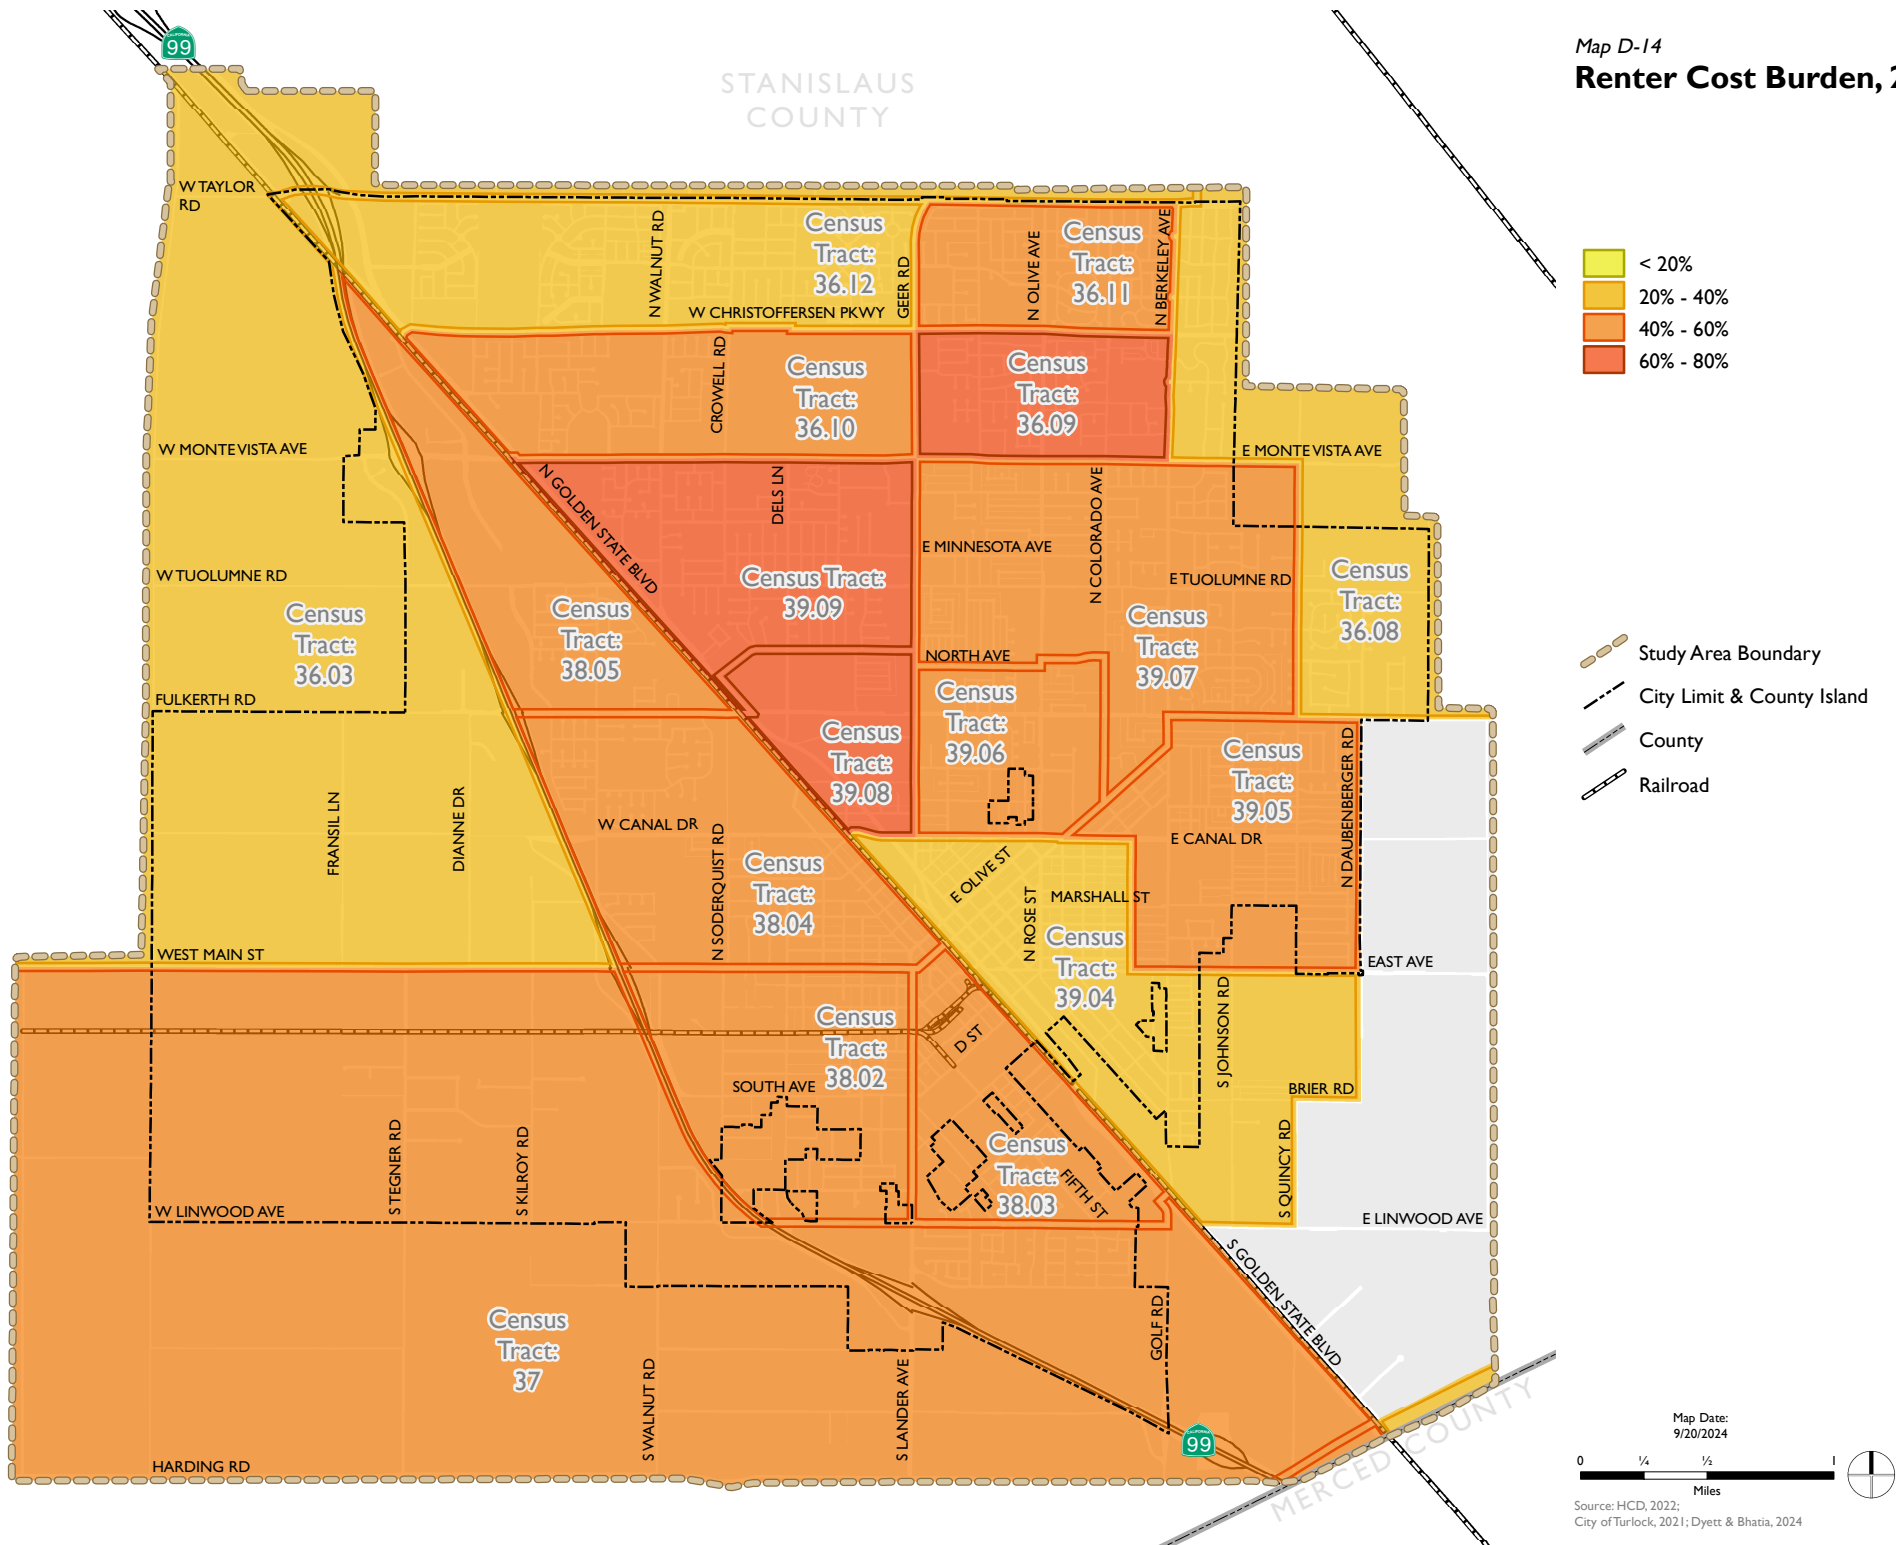 Map D-14
Renter Cost Burden, 2
CALIFORNIA
99
STANISLAUS
COUNTY
W TAYLOR
RD
N WALNUT RD
Census
Tract:
36.12
GEER RD
N OLIVE AVE
Census
Tract:
36.11
N BERKELEY AVE
W CHRISTOFFERSEN PKWY
< 20%
20% - 40%
40% - 60%
60% - 80%
CROWELL RD
Census
Tract:
36.10
Census
Tract:
36.09
W MONTE VISTA AVE
E MONTE VISTA AVE
N GOLDEN STATE BLVD
DELS LN
N COLORADO AVE
E MINNESOTA AVE
W TUOLUMNE RD
Census Tract:
39.09
E TUOLUMNE RD
Census
Tract:
36.08
Census
Tract:
36.03
Census
Tract:
38.05
Census
Tract:
39.07
NORTH AVE
Study Area Boundary
City Limit & County Island
County
Railroad
FULKERTH RD
Census
Tract:
39.06
Census
Tract:
39.08
Census
Tract:
39.05
N DAUBENBERGER RD
FRANSIL LN
DIANNE DR
W CANAL DR
N SODERQUIST RD
E CANAL DR
Census
Tract:
38.04
E OLIVE ST
N ROSE ST
MARSHALL ST
Census
Tract:
39.04
WEST MAIN ST
EAST AVE
Census
Tract:
38.02
D ST
S JOHNSON RD
SOUTH AVE
BRIER RD
S TEGNER RD
S KILROY RD
Census
Tract:
38.03
FIFTH ST
S QUINCY RD
W LINWOOD AVE
E LINWOOD AVE
S GOLDEN STATE BLVD
Census
Tract:
37
S WALNUT RD
S LANDER AVE
GOLF RD
CALIFORNIA
99
HARDING RD
MERCED COUNTY
Map Date:
9/20/2024
0 ¼ ½ 1
Miles
Source: HCD, 2022;
City of Turlock, 2021; Dyett & Bhatia, 2024